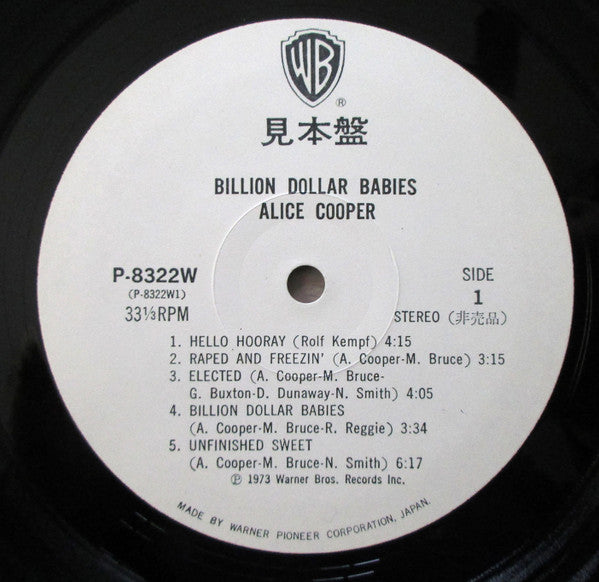 WB
®
見本盤
BILLION DOLLAR BABIES
ALICE COOPER
P-8322W
(P-8322W1)
33⅓RPM
SIDE
1
STEREO (非売品)
1. HELLO HOORAY (Rolf Kempf) 4:15
2. RAPED AND FREEZIN' (A. Cooper-M. Bruce) 3:15
3. ELECTED (A. Cooper-M. Bruce-
G. Buxton-D. Dunaway-N. Smith) 4:05
4. BILLION DOLLAR BABIES
(A. Cooper-M. Bruce-R. Reggie) 3:34
5. UNFINISHED SWEET
(A. Cooper-M. Bruce-N. Smith) 6:17
℗ 1973 Warner Bros. Records Inc.
MADE BY WARNER PIONEER CORPORATION, JAPAN.